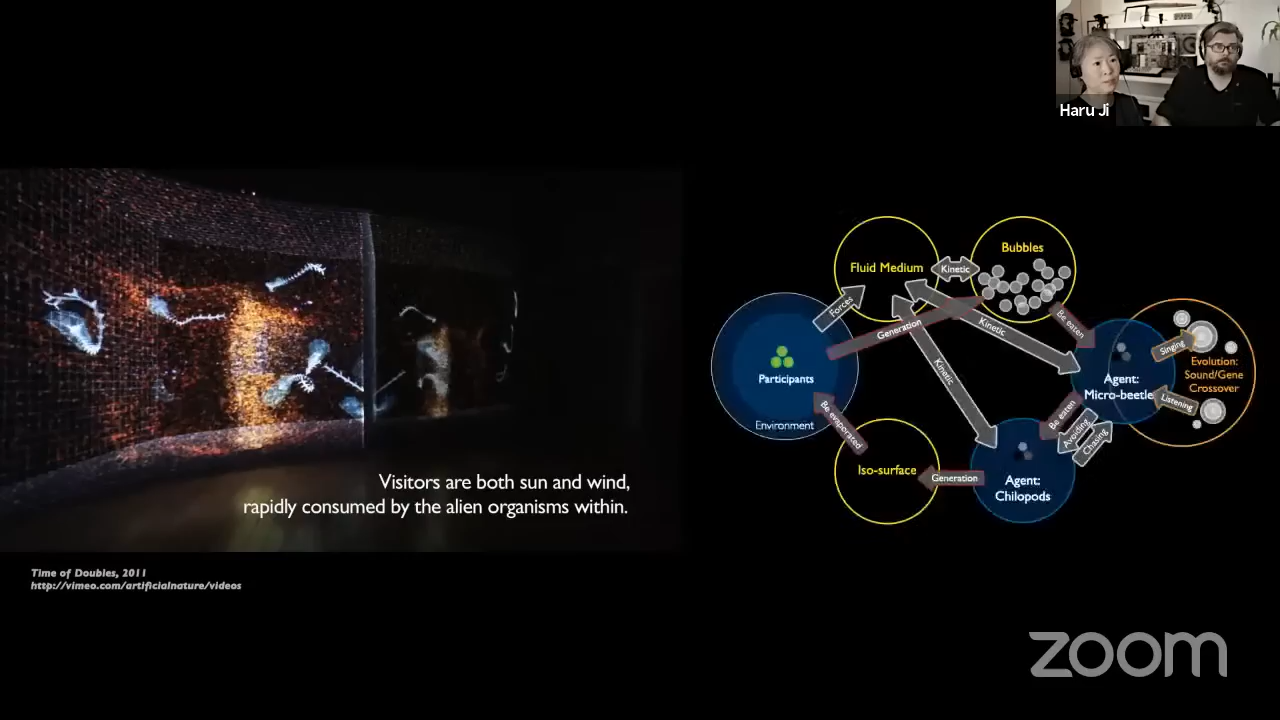 Haru Ji
Fluid Medium
Kinetic
Bubbles
Forces
Generation
Kinetic
Be eaten
Participants
Environment
Kinetic
Agent:
Micro-beetle
Singing
Evolution:
Sound/Gene
Crossover
Listening
Be evaporated
Be eaten
Avoiding
Chasing
Iso-surface
Generation
Agent:
Chilopods
Visitors are both sun and wind,
rapidly consumed by the alien organisms within.
Time of Doubles, 2011
http://vimeo.com/artificialnature/videos
zoom